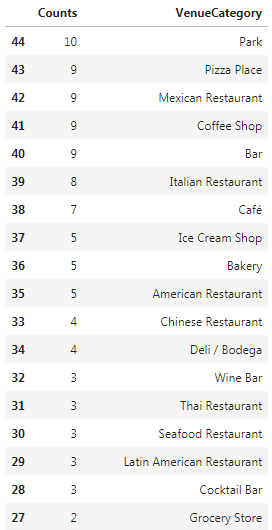 Counts VenueCategory
44 10 Park
43 9 Pizza Place
42 9 Mexican Restaurant
41 9 Coffee Shop
40 9 Bar
39 8 Italian Restaurant
38 7 Café
37 5 Ice Cream Shop
36 5 Bakery
35 5 American Restaurant
33 4 Chinese Restaurant
34 4 Deli / Bodega
32 3 Wine Bar
31 3 Thai Restaurant
30 3 Seafood Restaurant
29 3 Latin American Restaurant
28 3 Cocktail Bar
27 2 Grocery Store